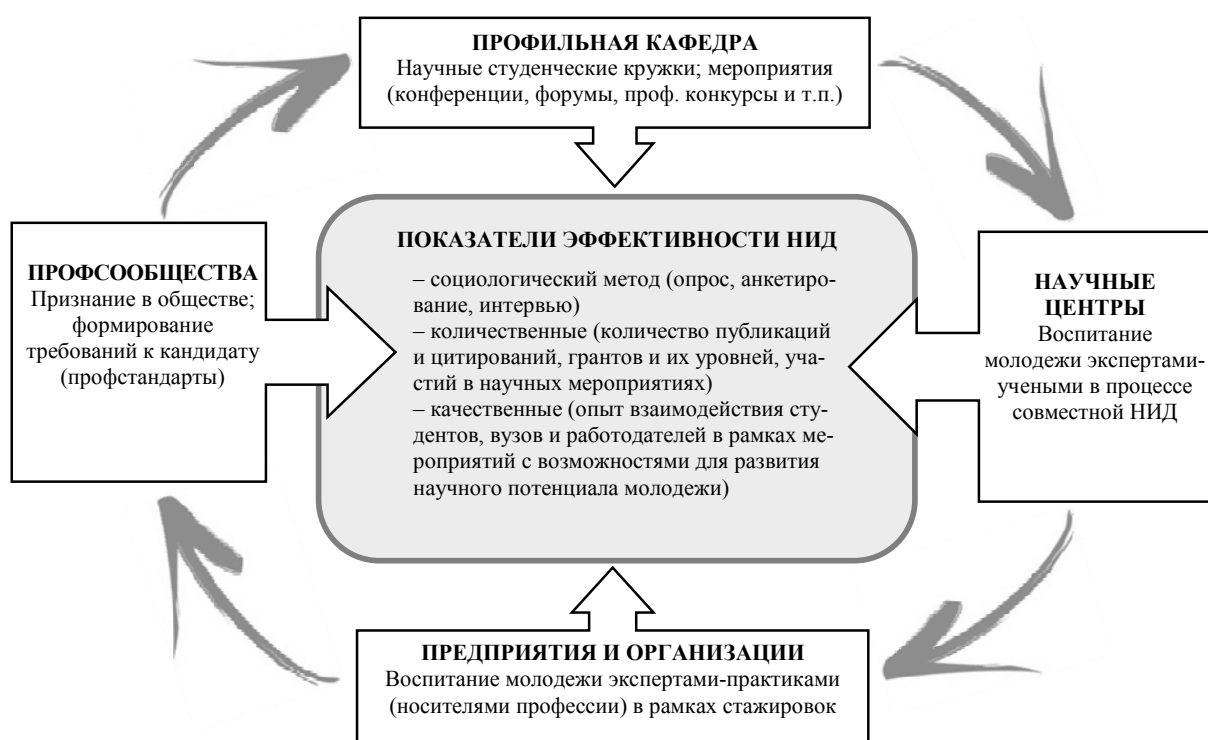 ПРОФИЛЬНАЯ КАФЕДРА
Научные студенческие кружки; мероприятия
(конференции, форумы, проф. конкурсы и т.п.)
ПРОФСООБЩЕСТВА
Признание в обществе;
формирование
требований к кандидату
(профстандарты)
ПОКАЗАТЕЛИ ЭФФЕКТИВНОСТИ НИД
– социологический метод (опрос, анкетиро-
вание, интервью)
– количественные (количество публикаций
и цитирований, грантов и их уровней, уча-
стий в научных мероприятиях)
– качественные (опыт взаимодействия сту-
дентов, вузов и работодателей в рамках ме-
роприятий с возможностями для развития
научного потенциала молодежи)
НАУЧНЫЕ
ЦЕНТРЫ
Воспитание
молодежи экспертами-
учеными в процессе
совместной НИД
ПРЕДПРИЯТИЯ И ОРГАНИЗАЦИИ
Воспитание молодежи экспертами-практиками
(носителями профессии) в рамках стажировок